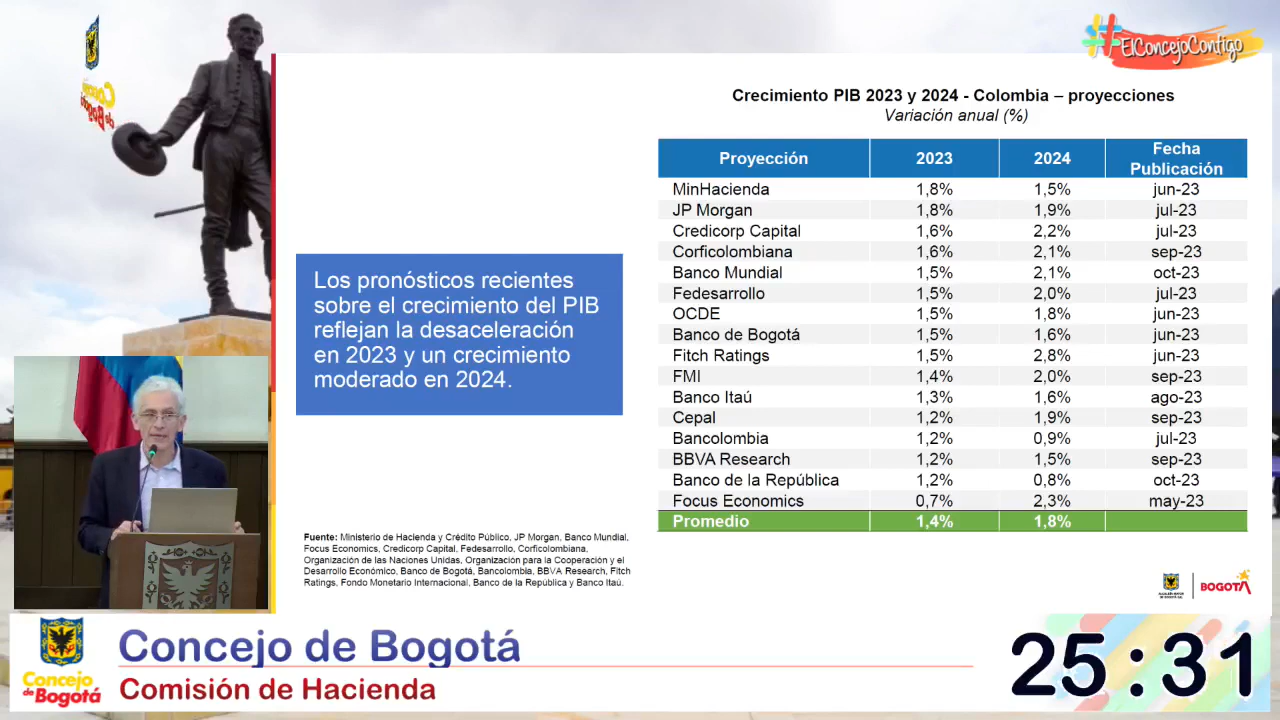 Concejo
de Bogotá
#ElConcejoContigo
Crecimiento PIB 2023 y 2024 - Colombia – proyecciones
Variación anual (%)
Proyección 2023 2024 Fecha Publicación
MinHacienda 1,8% 1,5% jun-23
JP Morgan 1,8% 1,9% jul-23
Credicorp Capital 1,6% 2,2% jul-23
Corficolombiana 1,6% 2,1% sep-23
Banco Mundial 1,5% 2,1% oct-23
Fedesarrollo 1,5% 2,0% jul-23
OCDE 1,5% 1,8% jun-23
Banco de Bogotá 1,5% 1,6% jun-23
Fitch Ratings 1,5% 2,8% jun-23
FMI 1,4% 2,0% sep-23
Banco Itaú 1,3% 1,6% ago-23
Cepal 1,2% 1,9% sep-23
Bancolombia 1,2% 0,9% jul-23
BBVA Research 1,2% 1,5% sep-23
Banco de la República 1,2% 0,8% oct-23
Focus Economics 0,7% 2,3% may-23
Promedio 1,4% 1,8%
Los pronósticos recientes
sobre el crecimiento del PIB
reflejan la desaceleración
en 2023 y un crecimiento
moderado en 2024.
Fuente: Ministerio de Hacienda y Crédito Público, JP Morgan, Banco Mundial,
Focus Economics, Credicorp Capital, Fedesarrollo, Corficolombiana,
Organización de las Naciones Unidas, Organización para la Cooperación y el
Desarrollo Económico, Banco de Bogotá, Bancolombia, BBVA Research, Fitch
Ratings, Fondo Monetario Internacional, Banco de la República y Banco Itaú.
ALCALDÍA MAYOR
DE BOGOTÁ D.C.
BOGOTÁ
Concejo de Bogotá
Comisión de Hacienda
Concejo
de Bogotá
25:31